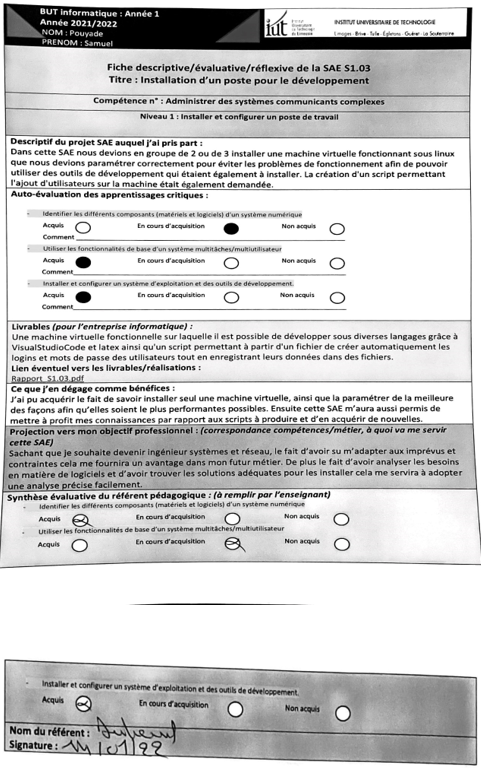 BUT Informatique : Année 1
Année 2021/2022
NOM : Pouyade
PRENOM : Samuel
iut
INSTITUT UNIVERSITAIRE DE TECHNOLOGIE
Limoges - Brive - Tulle - Egletons - Guéret - La Souterraine
Fiche descriptive/évaluative/réflexive de la SAE S1.03
Titre : Installation d'un poste pour le développement
Compétence n° : Administrer des systèmes communicants complexes
Niveau 1 : Installer et configurer un poste de travail
Descriptif du projet SAE auquel j'ai pris part :
Dans cette SAE nous devions en groupe de 2 ou de 3 installer une machine virtuelle fonctionnant sous linux
que nous devions paramétrer correctement pour éviter les problèmes de fonctionnement afin de pouvoir
utiliser des outils de développement qui étaient également à installer. La création d'un script permettant
l'ajout d'utilisateurs sur la machine était également demandée.
Auto-évaluation des apprentissages critiques :
- Identifier les différents composants (matériels et logiciels) d'un système numérique
Acquis En cours d'acquisition Non acquis
Comment
- Utiliser les fonctionnalités de base d'un système multitâches/multiutilisateur
Acquis En cours d'acquisition Non acquis
Comment
- Installer et configurer un système d'exploitation et des outils de développement.
Acquis En cours d'acquisition Non acquis
Comment
Livrables (pour l'entreprise informatique) :
Une machine virtuelle fonctionnelle sur laquelle il est possible de développer sous diverses langages grâce à
VisualStudioCode et latex ainsi qu'un script permettant à partir d'un fichier de créer automatiquement les
logins et mots de passe des utilisateurs tout en enregistrant leurs données dans des fichiers.
Lien éventuel vers les livrables/réalisations :
Rapport_S1.03.pdf
Ce que j'en dégage comme bénéfices :
J'ai pu acquérir le fait de savoir installer seul une machine virtuelle, ainsi que la paramétrer de la meilleure
des façons afin qu'elles soient le plus performantes possibles. Ensuite cette SAE m'aura aussi permis de
mettre à profit mes connaissances par rapport aux scripts à produire et d'en acquérir de nouvelles.
Projection vers mon objectif professionnel : (correspondance compétences/métier, à quoi va me servir
cette SAE)
Sachant que je souhaite devenir ingénieur systèmes et réseau, le fait d'avoir su m'adapter aux imprévus et
contraintes cela me fournira un avantage dans mon futur métier. De plus le fait d'avoir analyser les besoins
en matière de logiciels et d'avoir trouver les solutions adéquates pour les installer cela me servira à adopter
une analyse précise facilement.
Synthèse évaluative du référent pédagogique : (à remplir par l'enseignant)
- Identifier les différents composants (matériels et logiciels) d'un système numérique
Acquis En cours d'acquisition Non acquis
- Utiliser les fonctionnalités de base d'un système multitâches/multiutilisateur
Acquis En cours d'acquisition Non acquis
- Installer et configurer un système d'exploitation et des outils de développement.
Acquis En cours d'acquisition Non acquis
Nom du référent :
Signature : 11/01/22